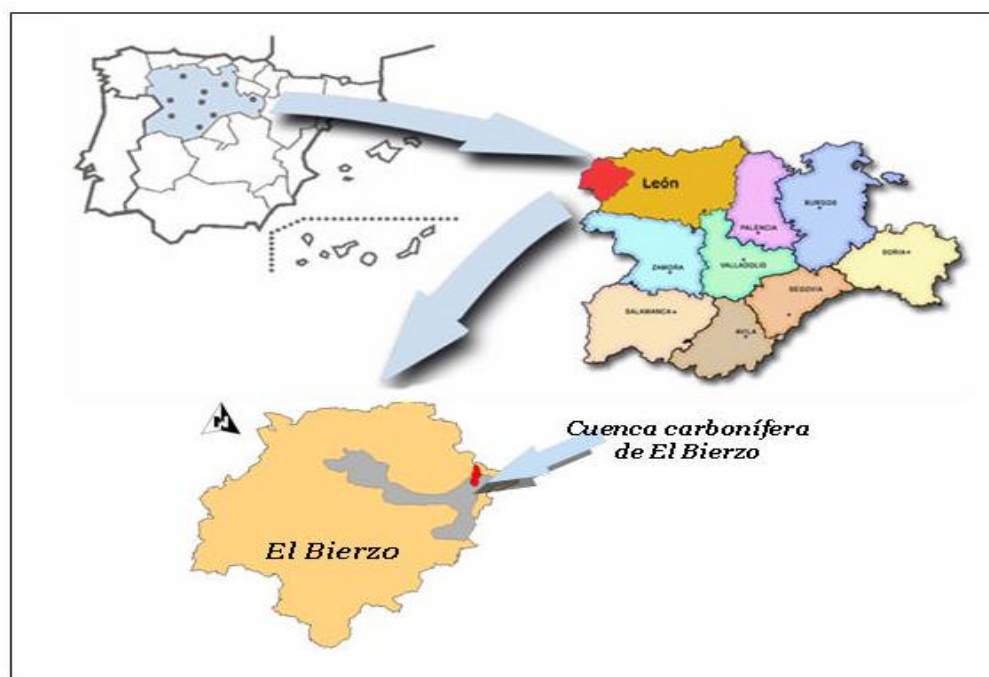 León
PALENCIA
BURGOS
ZAMORA
VALLADOLID
SORIA
SEGOVIA
SALAMANCA
AVILA
Cuenca carbonífera
de El Bierzo
El Bierzo
N